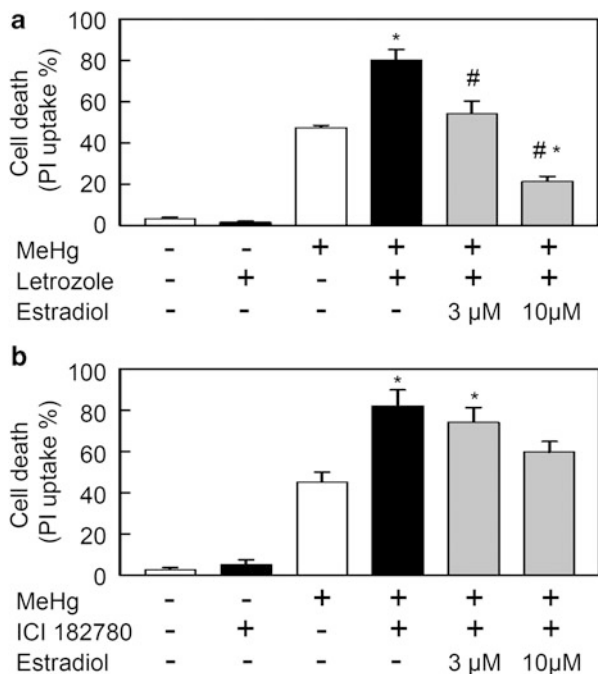 a
100
80
60
40
20
0
Cell death
(PI uptake %)
*
#
# *
MeHg - - + + + +
Letrozole - + - + + +
Estradiol - - - - 3 µM 10µM
b
100
80
60
40
20
0
Cell death
(PI uptake %)
*
*
MeHg - - + + + +
ICI 182780 - + - + + +
Estradiol - - - - 3 µM 10µM